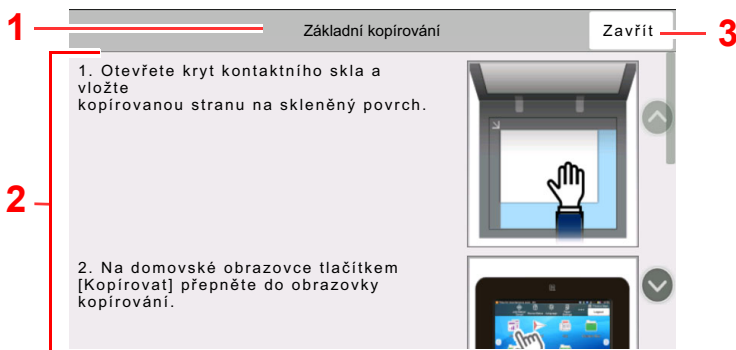 1
Základní kopírování
Zavřít
3
1. Otevřete kryt kontaktního skla a
vložte
kopírovanou stranu na skleněný povrch.
2
2. Na domovské obrazovce tlačítkem
[Kopírovat] přepněte do obrazovky
kopírování.